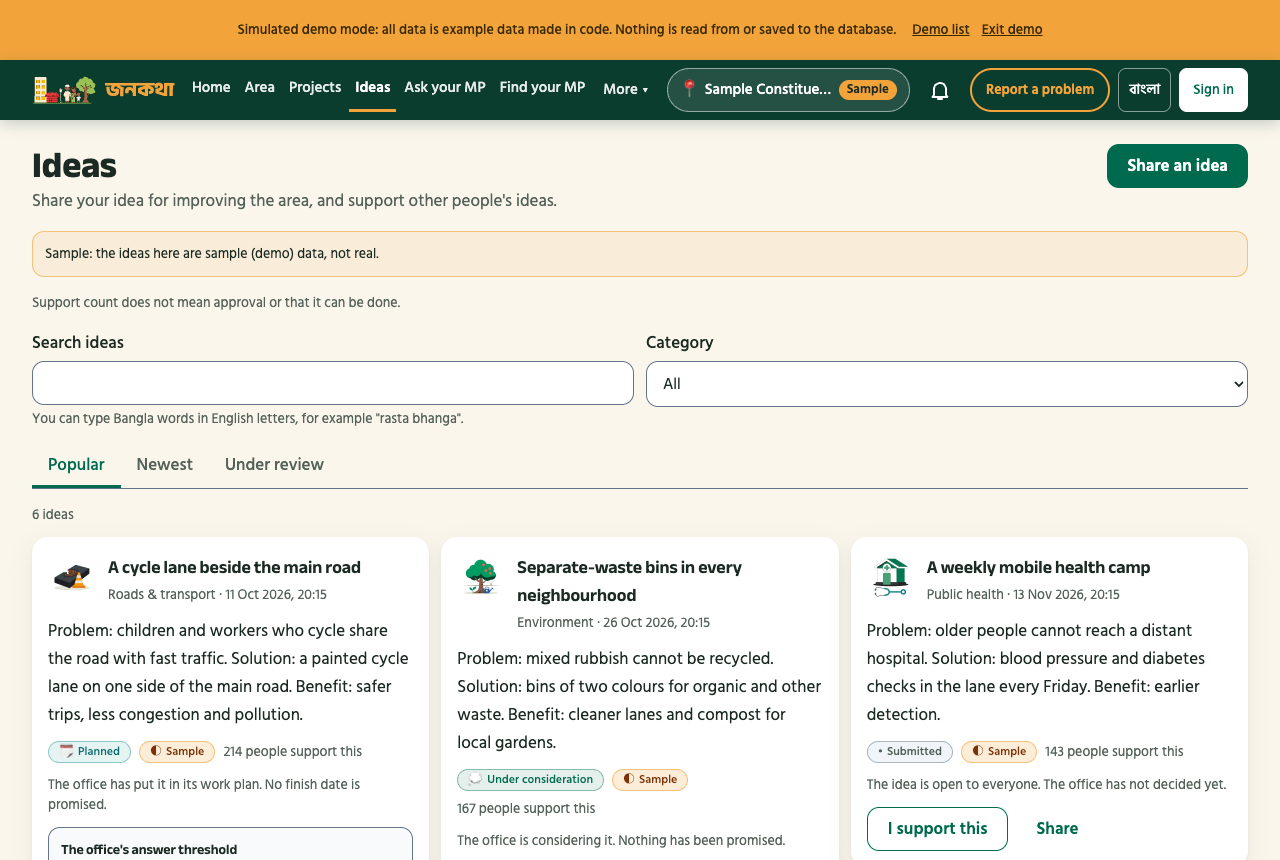 Simulated demo mode: all data is example data made in code. Nothing is read from or saved to the database. Demo list Exit demo
জনকথা Home Area Projects Ideas Ask your MP Find your MP More Sample Constitue... Sample Report a problem বাংলা Sign in
Ideas
Share an idea
Share your idea for improving the area, and support other people's ideas.
Sample: the ideas here are sample (demo) data, not real.
Support count does not mean approval or that it can be done.
Search ideas
Category
All
You can type Bangla words in English letters, for example "rasta bhanga".
Popular Newest Under review
6 ideas
A cycle lane beside the main road
Roads & transport · 11 Oct 2026, 20:15
Problem: children and workers who cycle share
the road with fast traffic. Solution: a painted cycle
lane on one side of the main road. Benefit: safer
trips, less congestion and pollution.
Planned Sample 214 people support this
The office has put it in its work plan. No finish date is
promised.
The office's answer threshold
Separate-waste bins in every
neighbourhood
Environment · 26 Oct 2026, 20:15
Problem: mixed rubbish cannot be recycled.
Solution: bins of two colours for organic and other
waste. Benefit: cleaner lanes and compost for
local gardens.
Under consideration Sample
167 people support this
The office is considering it. Nothing has been promised.
A weekly mobile health camp
Public health · 13 Nov 2026, 20:15
Problem: older people cannot reach a distant
hospital. Solution: blood pressure and diabetes
checks in the lane every Friday. Benefit: earlier
detection.
• Submitted Sample 143 people support this
The idea is open to everyone. The office has not decided yet.
I support this Share